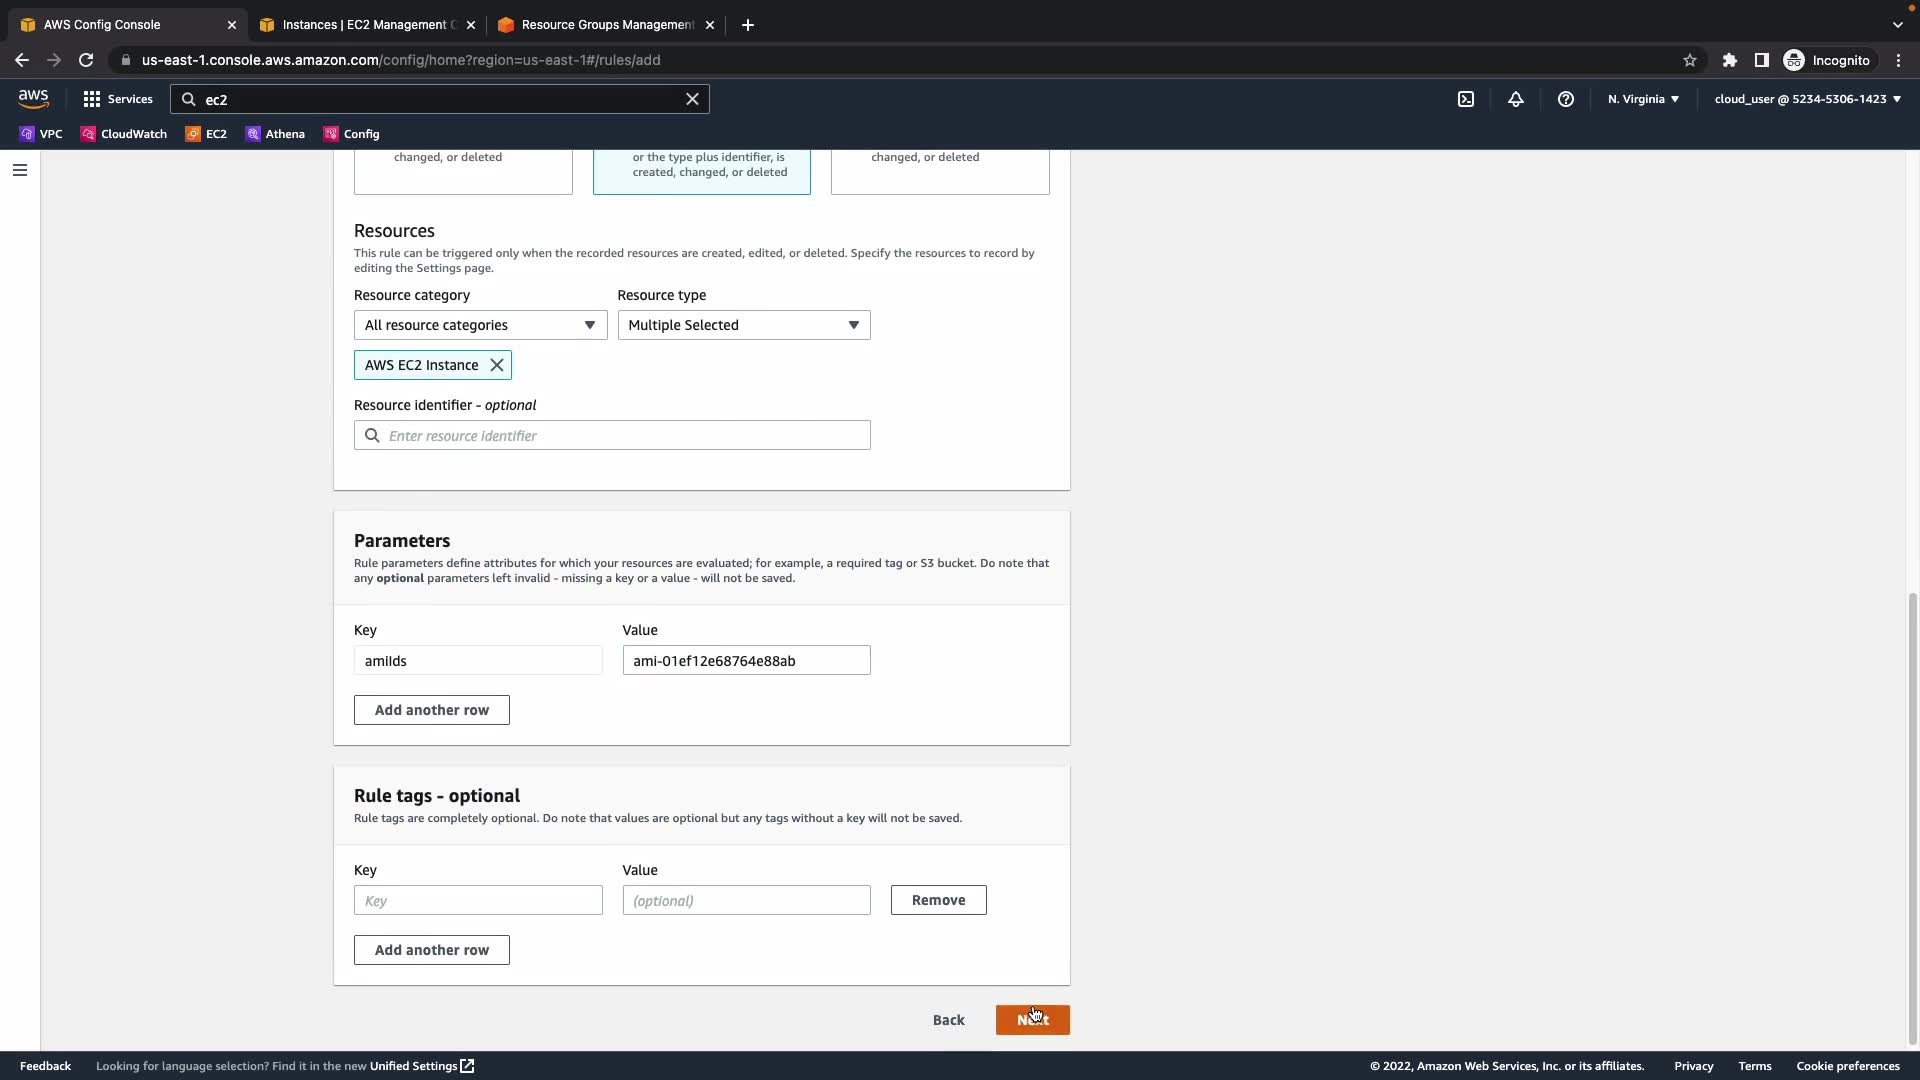 AWS Config Console
Instances | EC2 Management C
Resource Groups Management
us-east-1.console.aws.amazon.com/config/home?region=us-east-1#/rules/add
Incognito
aws
Services
ec2
N. Virginia
cloud_user @ 5234-5306-1423
VPC
CloudWatch
EC2
Athena
Config
changed, or deleted
or the type plus identifier, is
created, changed, or deleted
changed, or deleted
Resources
This rule can be triggered only when the recorded resources are created, edited, or deleted. Specify the resources to record by
editing the Settings page.
Resource category
Resource type
All resource categories
Multiple Selected
AWS EC2 Instance
Resource identifier - optional
Enter resource identifier
Parameters
Rule parameters define attributes for which your resources are evaluated; for example, a required tag or S3 bucket. Do note that
any optional parameters left invalid - missing a key or a value - will not be saved.
Key
Value
amiIds
ami-01ef12e68764e88ab
Add another row
Rule tags - optional
Rule tags are completely optional. Do note that values are optional but any tags without a key will not be saved.
Key
Value
Key
(optional)
Remove
Add another row
Back
Next
Feedback
Looking for language selection? Find it in the new Unified Settings
© 2022, Amazon Web Services, Inc. or its affiliates.
Privacy
Terms
Cookie preferences